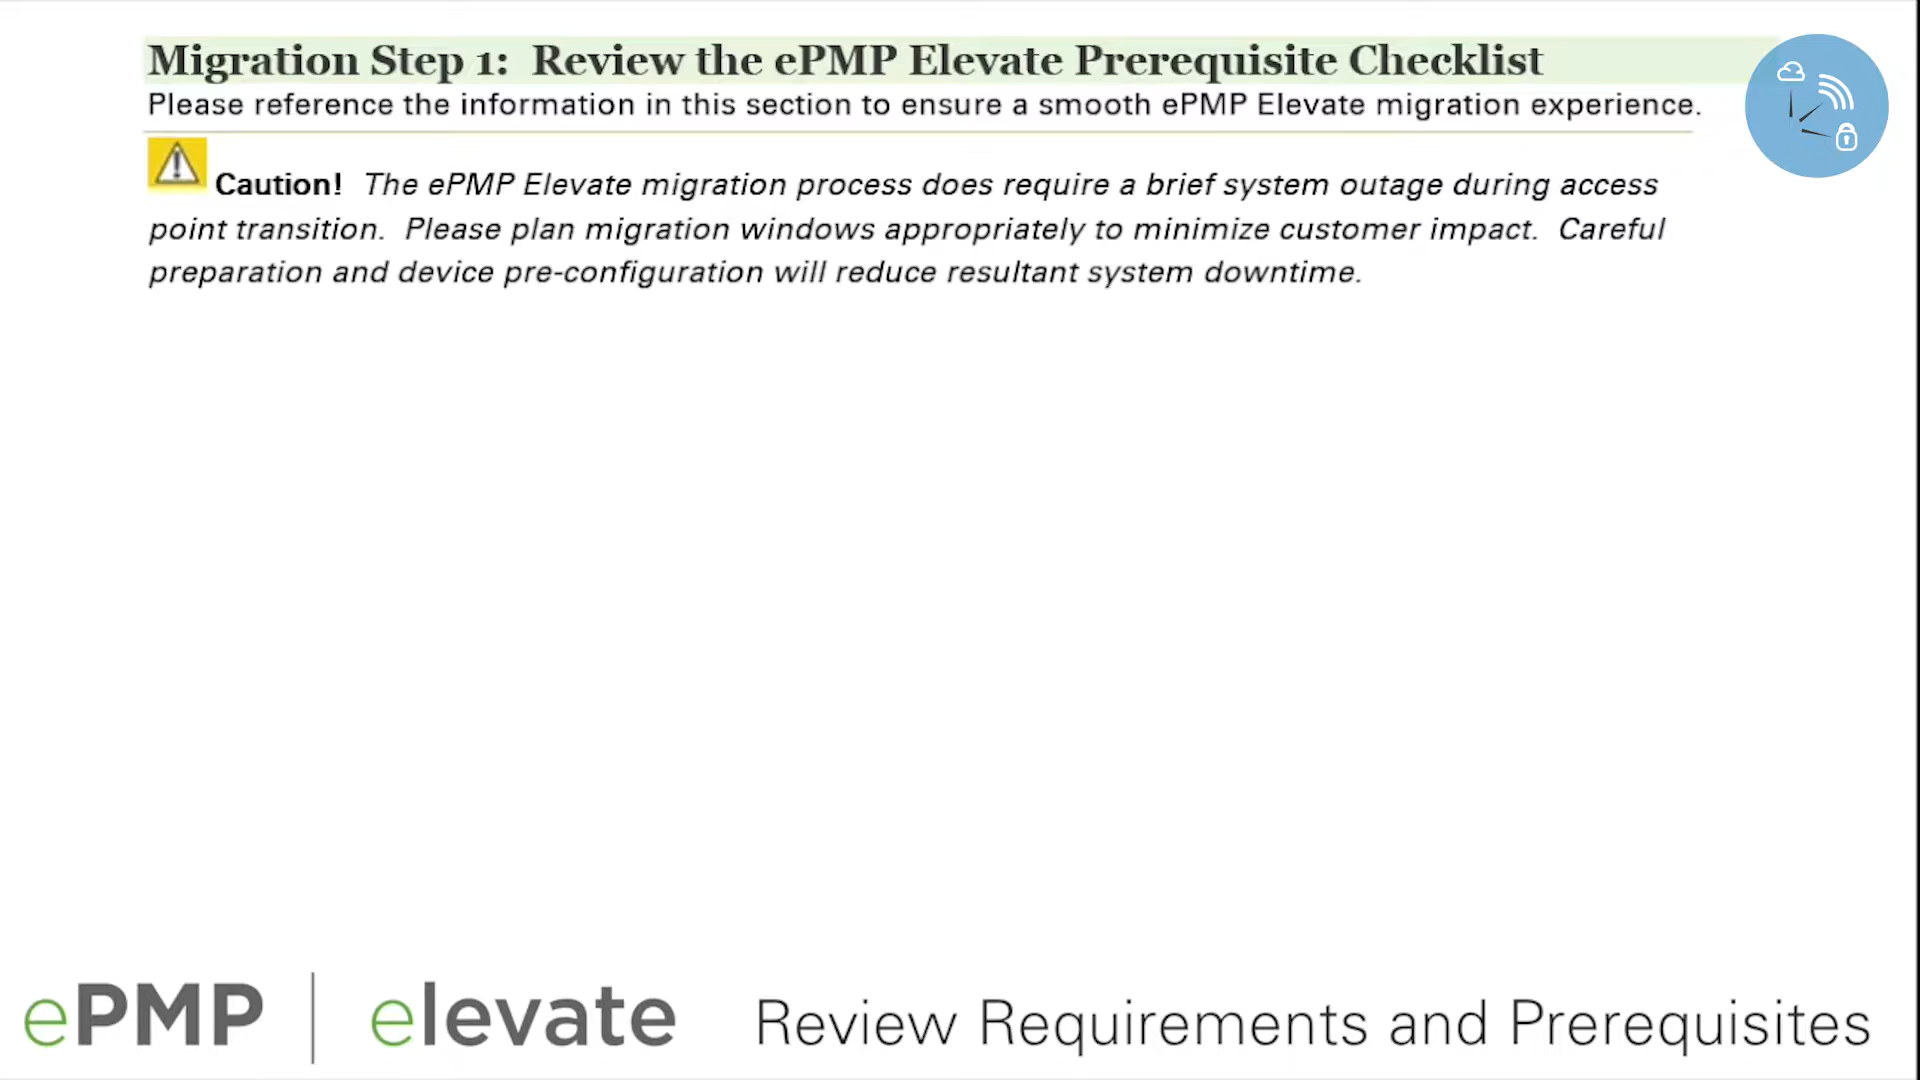 Migration Step 1:  Review the ePMP Elevate Prerequisite Checklist
Please reference the information in this section to ensure a smooth ePMP Elevate migration experience.
Caution!  The ePMP Elevate migration process does require a brief system outage during access
point transition.  Please plan migration windows appropriately to minimize customer impact.  Careful
preparation and device pre-configuration will reduce resultant system downtime.
ePMP | elevate Review Requirements and Prerequisites